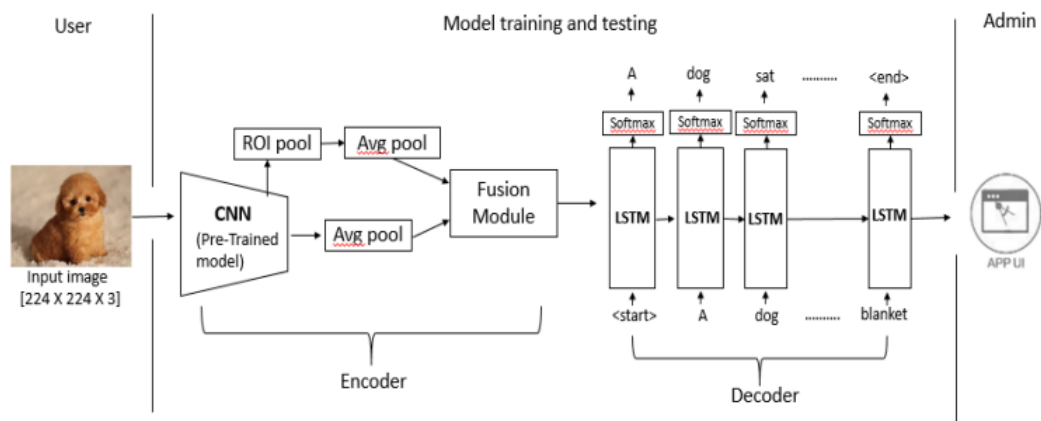 User
Model training and testing
Admin
A
dog
sat
..........
<end>
Softmax
Softmax
Softmax
Softmax
ROI pool
Avg pool
CNN
(Pre-Trained
model)
Avg pool
Fusion
Module
LSTM
LSTM
LSTM
LSTM
APP UI
Input image
[224 X 224 X 3]
<start>
A
dog
..........
blanket
Encoder
Decoder